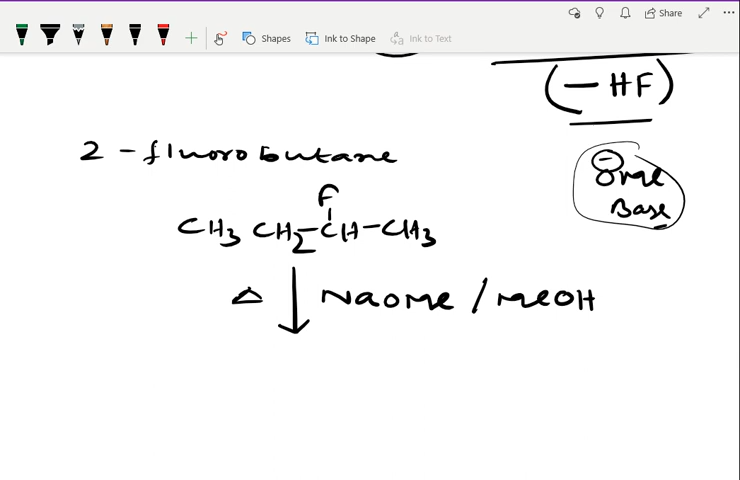 Share
Shapes
Ink to Shape
Ink to Text
(-HF)
2-fluorobutane
⊖
OMe
Base
F
CH3 CH2-CH-CH3
Δ NaOMe / MeOH